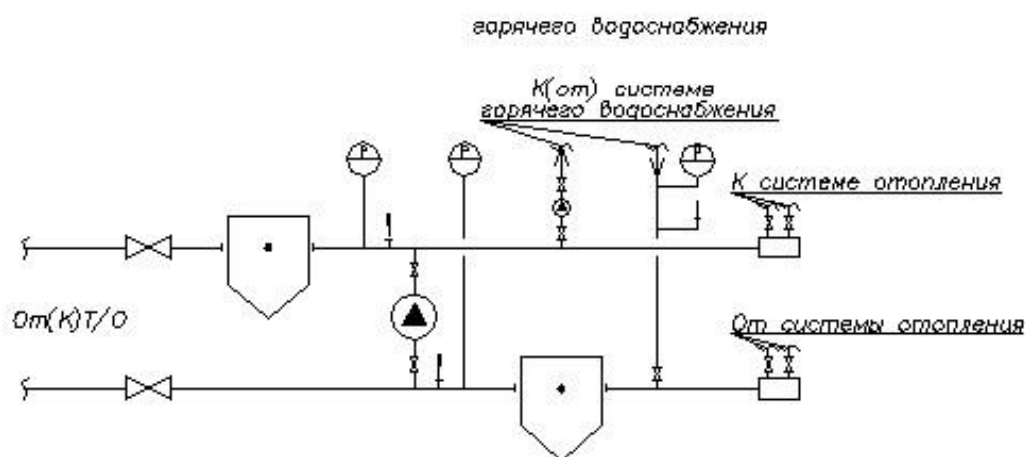 горячего водоснабжения
К(от) системе
горячего водоснабжения
P
P
P
К системе отопления
От(К)Т/О
От системы отопления